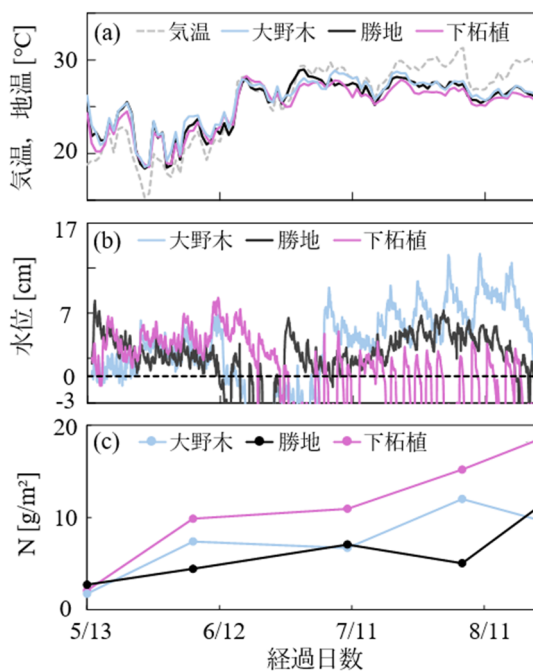 気温，地温 [℃]
30
20
(a) 気温 大野木 勝地 下柘植
水位 [cm]
17
7
0
-3
(b) 大野木 勝地 下柘植
N [g/m²]
20
10
0
(c) 大野木 勝地 下柘植
5/13 6/12 7/11 8/11
経過日数